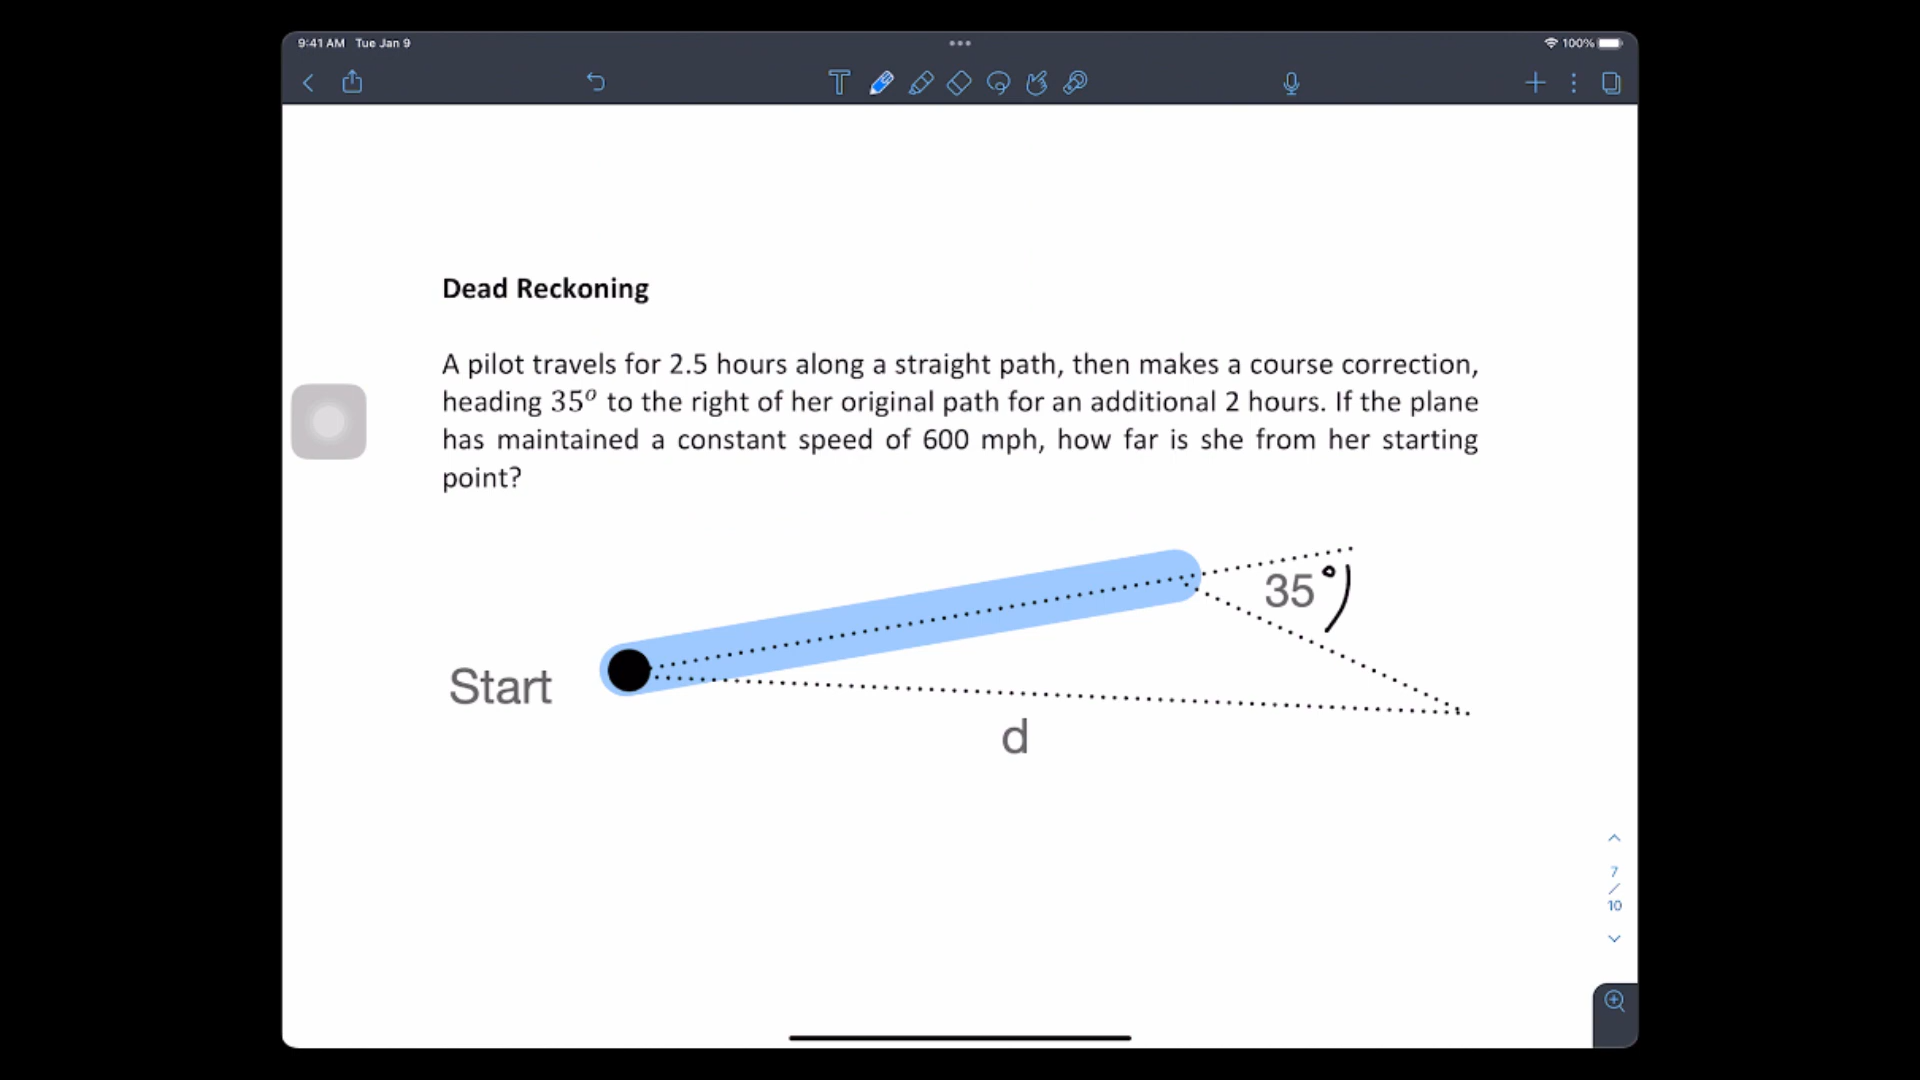 9:41 AM Tue Jan 9
100%
Dead Reckoning
A pilot travels for 2.5 hours along a straight path, then makes a course correction,
heading 35º to the right of her original path for an additional 2 hours. If the plane
has maintained a constant speed of 600 mph, how far is she from her starting
point?
35°
Start
d
7
/
10